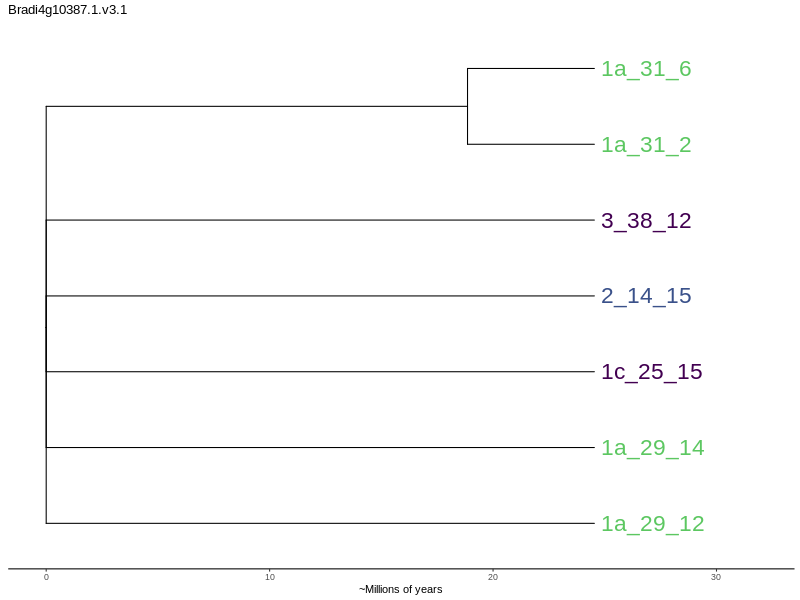 Bradi4g10387.1.v3.1
1a_31_6
1a_31_2
3_38_12
2_14_15
1c_25_15
1a_29_14
1a_29_12
0 10 20 30
~Millions of years